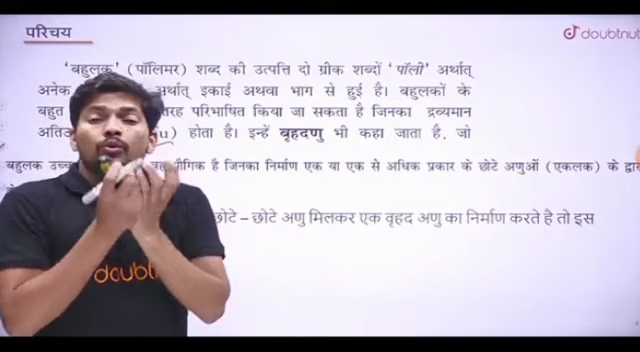 परिचय
doubtnut
'बहुलक' (पॉलिमर) शब्द की उत्पत्ति दो ग्रीक शब्दों 'पॉली' अर्थात्
अनेक अर्थात् इकाई अथवा भाग से हुई है। बहुलकों के
बहुत परिभाषित किया जा सकता है जिनका द्रव्यमान
u) होता है। इन्हें बृहदणु भी कहा जाता है, जो
बहुलक उच्च यौगिक है जिनका निर्माण एक या एक से अधिक प्रकार के छोटे अणुओं (एकलक) के द्वा
छोटे – छोटे अणु मिलकर एक वृहद अणु का निर्माण करते है तो इस
doubt